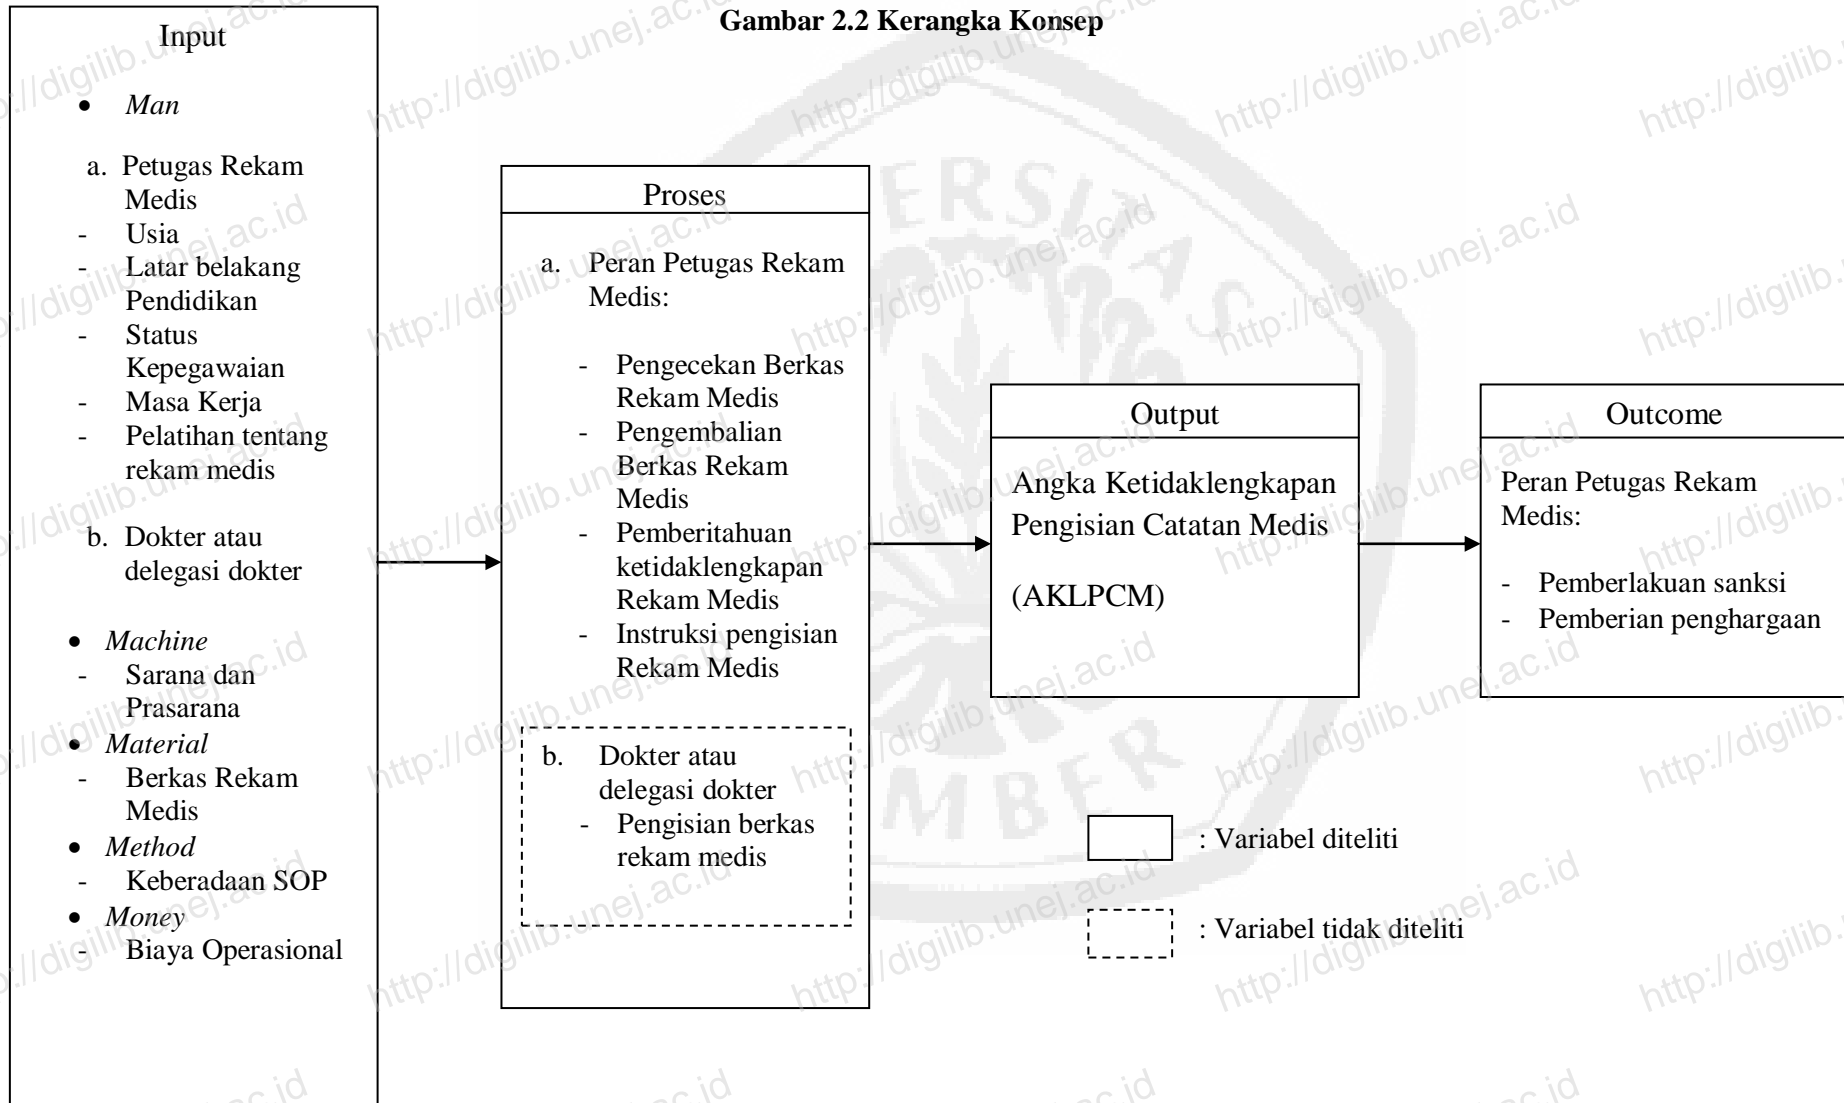 Gambar 2.2 Kerangka Konsep
Input
• Man
a. Petugas Rekam
Medis
- Usia
- Latar belakang
Pendidikan
- Status
Kepegawaian
- Masa Kerja
- Pelatihan tentang
rekam medis
b. Dokter atau
delegasi dokter
• Machine
- Sarana dan
Prasarana
• Material
- Berkas Rekam
Medis
• Method
- Keberadaan SOP
• Money
- Biaya Operasional
Proses
a. Peran Petugas Rekam
Medis:
- Pengecekan Berkas
Rekam Medis
- Pengembalian
Berkas Rekam
Medis
- Pemberitahuan
ketidaklengkapan
Rekam Medis
- Instruksi pengisian
Rekam Medis
b. Dokter atau
delegasi dokter
- Pengisian berkas
rekam medis
Output
Angka Ketidaklengkapan
Pengisian Catatan Medis
(AKLPCM)
Outcome
Peran Petugas Rekam
Medis:
- Pemberlakuan sanksi
- Pemberian penghargaan
: Variabel diteliti
: Variabel tidak diteliti
http://digilib.unej.ac.id